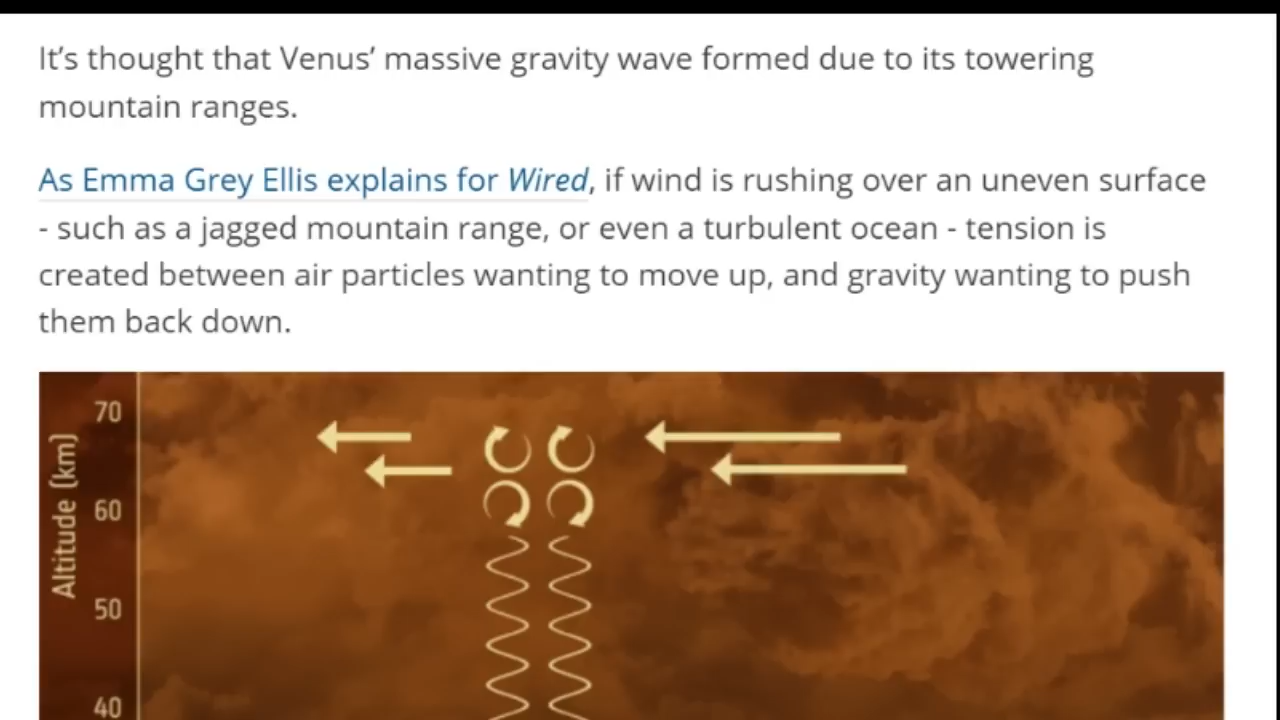 It’s thought that Venus’ massive gravity wave formed due to its towering
mountain ranges.
As Emma Grey Ellis explains for Wired, if wind is rushing over an uneven surface
- such as a jagged mountain range, or even a turbulent ocean - tension is
created between air particles wanting to move up, and gravity wanting to push
them back down.
Altitude (km)
70
60
50
40